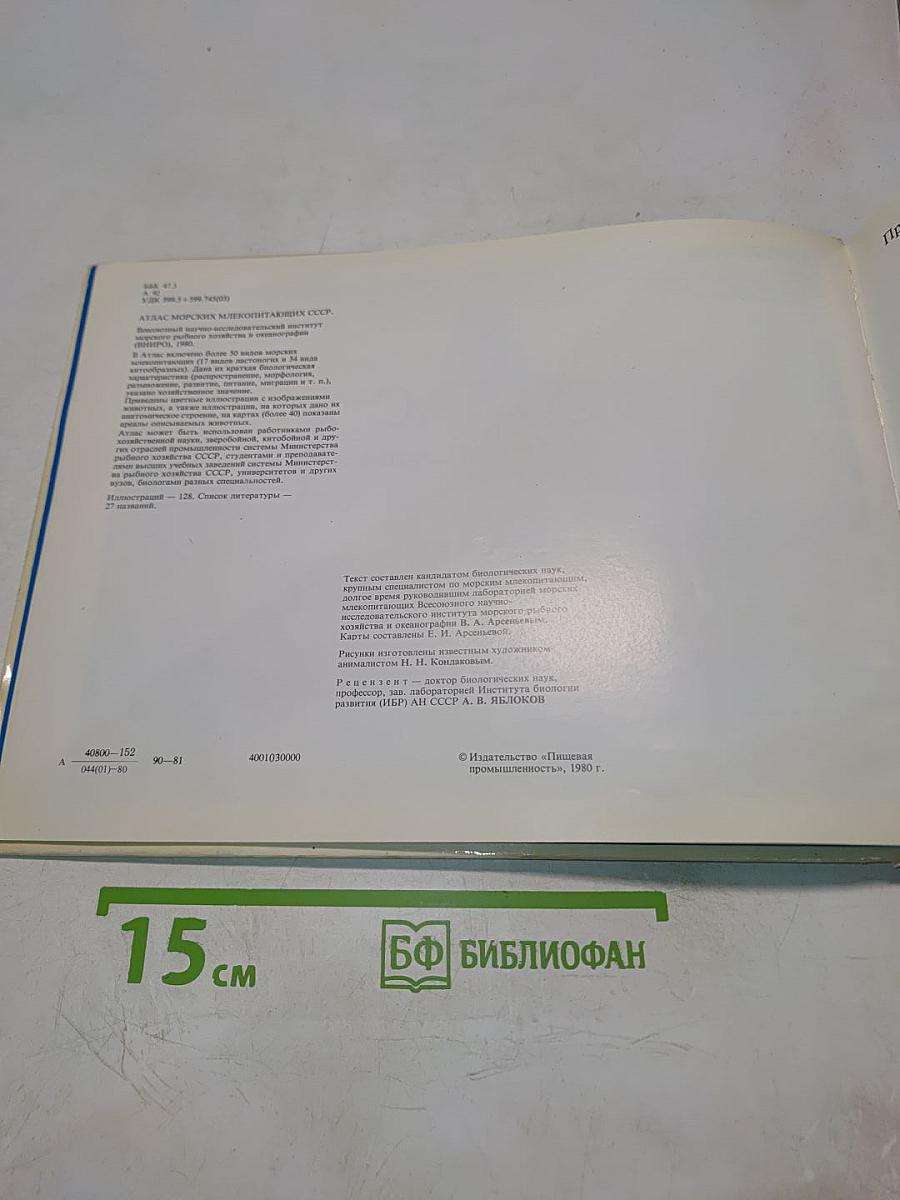 ББК 47.3
А 92
УДК 599.5 + 599.745(03)
АТЛАС МОРСКИХ МЛЕКОПИТАЮЩИХ СССР.
Всесоюзный научно-исследовательский институт
морского рыбного хозяйства и океанографии
(ВНИРО), 1980.
В Атлас включено более 50 видов морских
млекопитающих (17 видов ластоногих и 34 вида
китообразных). Дана их краткая биологическая
характеристика (распространение, морфология,
размножение, развитие, питание, миграции и т. п.),
указано хозяйственное значение.
Приведены цветные иллюстрации с изображениями
животных, а также иллюстрации, на которых дано их
анатомическое строение, на картах (более 40) показаны
ареалы описываемых животных.
Атлас может быть использован работниками рыбо-
хозяйственной науки, зверобойной, китобойной и дру-
гих отраслей промышленности системы Министерства
рыбного хозяйства СССР, студентами и преподавате-
лями высших учебных заведений системы Министерст-
ва рыбного хозяйства СССР, университетов и других
вузов, биологами разных специальностей.
Иллюстраций — 128. Список литературы —
27 названий.
Текст составлен кандидатом биологических наук,
крупным специалистом по морским млекопитающим,
долгое время руководившим лабораторией морских
млекопитающих Всесоюзного научно-
исследовательского института морского рыбного
хозяйства и океанографии В. А. Арсеньевым.
Карты составлены Е. И. Арсеньевой.
Рисунки изготовлены известным художником-
анималистом Н. Н. Кондаковым.
Рецензент — доктор биологических наук,
профессор, зав. лабораторией Института биологии
развития (ИБР) АН СССР А. В. ЯБЛОКОВ
А 40800—152 90—81 4001030000
044(01)—80
© Издательство «Пищевая
промышленность», 1980 г.
Пр
15 см
БФ БИБЛИОФАН